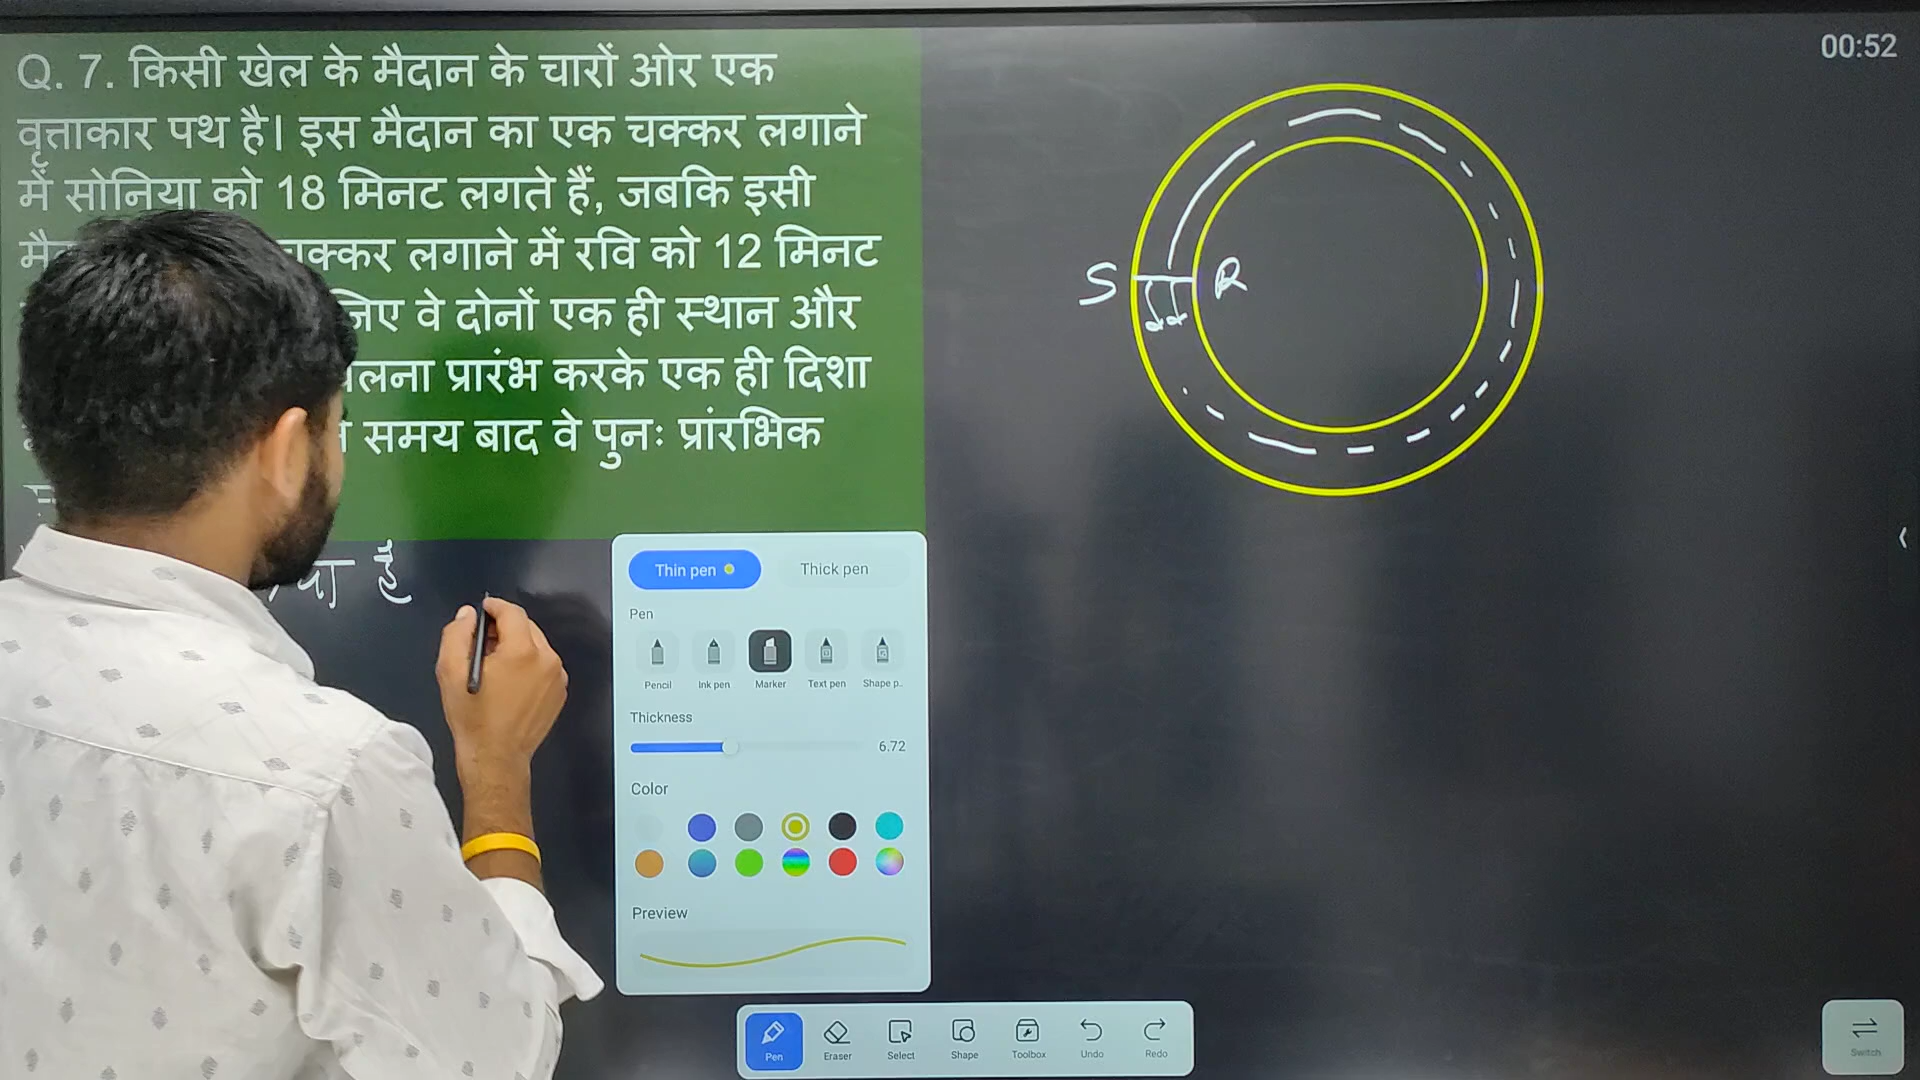 Q. 7. किसी खेल के मैदान के चारों ओर एक
वृत्ताकार पथ है। इस मैदान का एक चक्कर लगाने
में सोनिया को 18 मिनट लगते हैं, जबकि इसी
चक्कर लगाने में रवि को 12 मिनट
वे दोनों एक ही स्थान और
चलना प्रारंभ करके एक ही दिशा
समय बाद वे पुनः प्रांरभिक
है
00:52
S R
Thin pen Thick pen
Pen
Pencil Ink pen Marker Text pen Shape p..
Thickness
6.72
Color
Preview
Pen Eraser Select Shape Toolbox Undo Redo
Switch